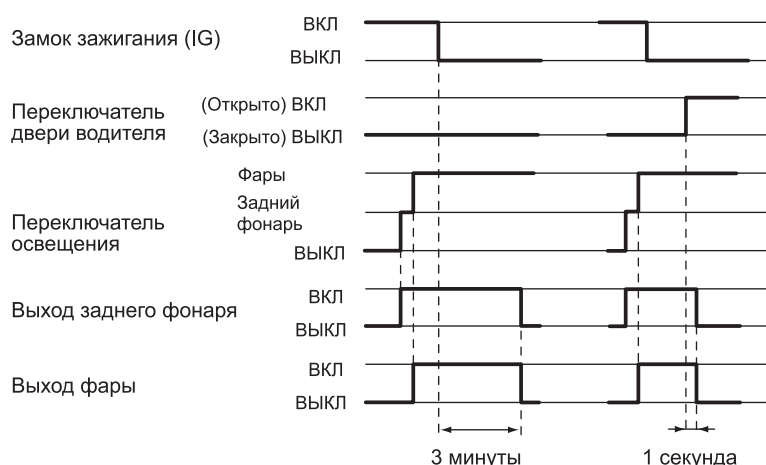 Замок зажигания (IG)
ВКЛ
ВЫКЛ
Переключатель
двери водителя
(Открыто) ВКЛ
(Закрыто) ВЫКЛ
Переключатель
освещения
Фары
Задний
фонарь
ВЫКЛ
Выход заднего фонаря
ВКЛ
ВЫКЛ
Выход фары
ВКЛ
ВЫКЛ
3 минуты
1 секунда